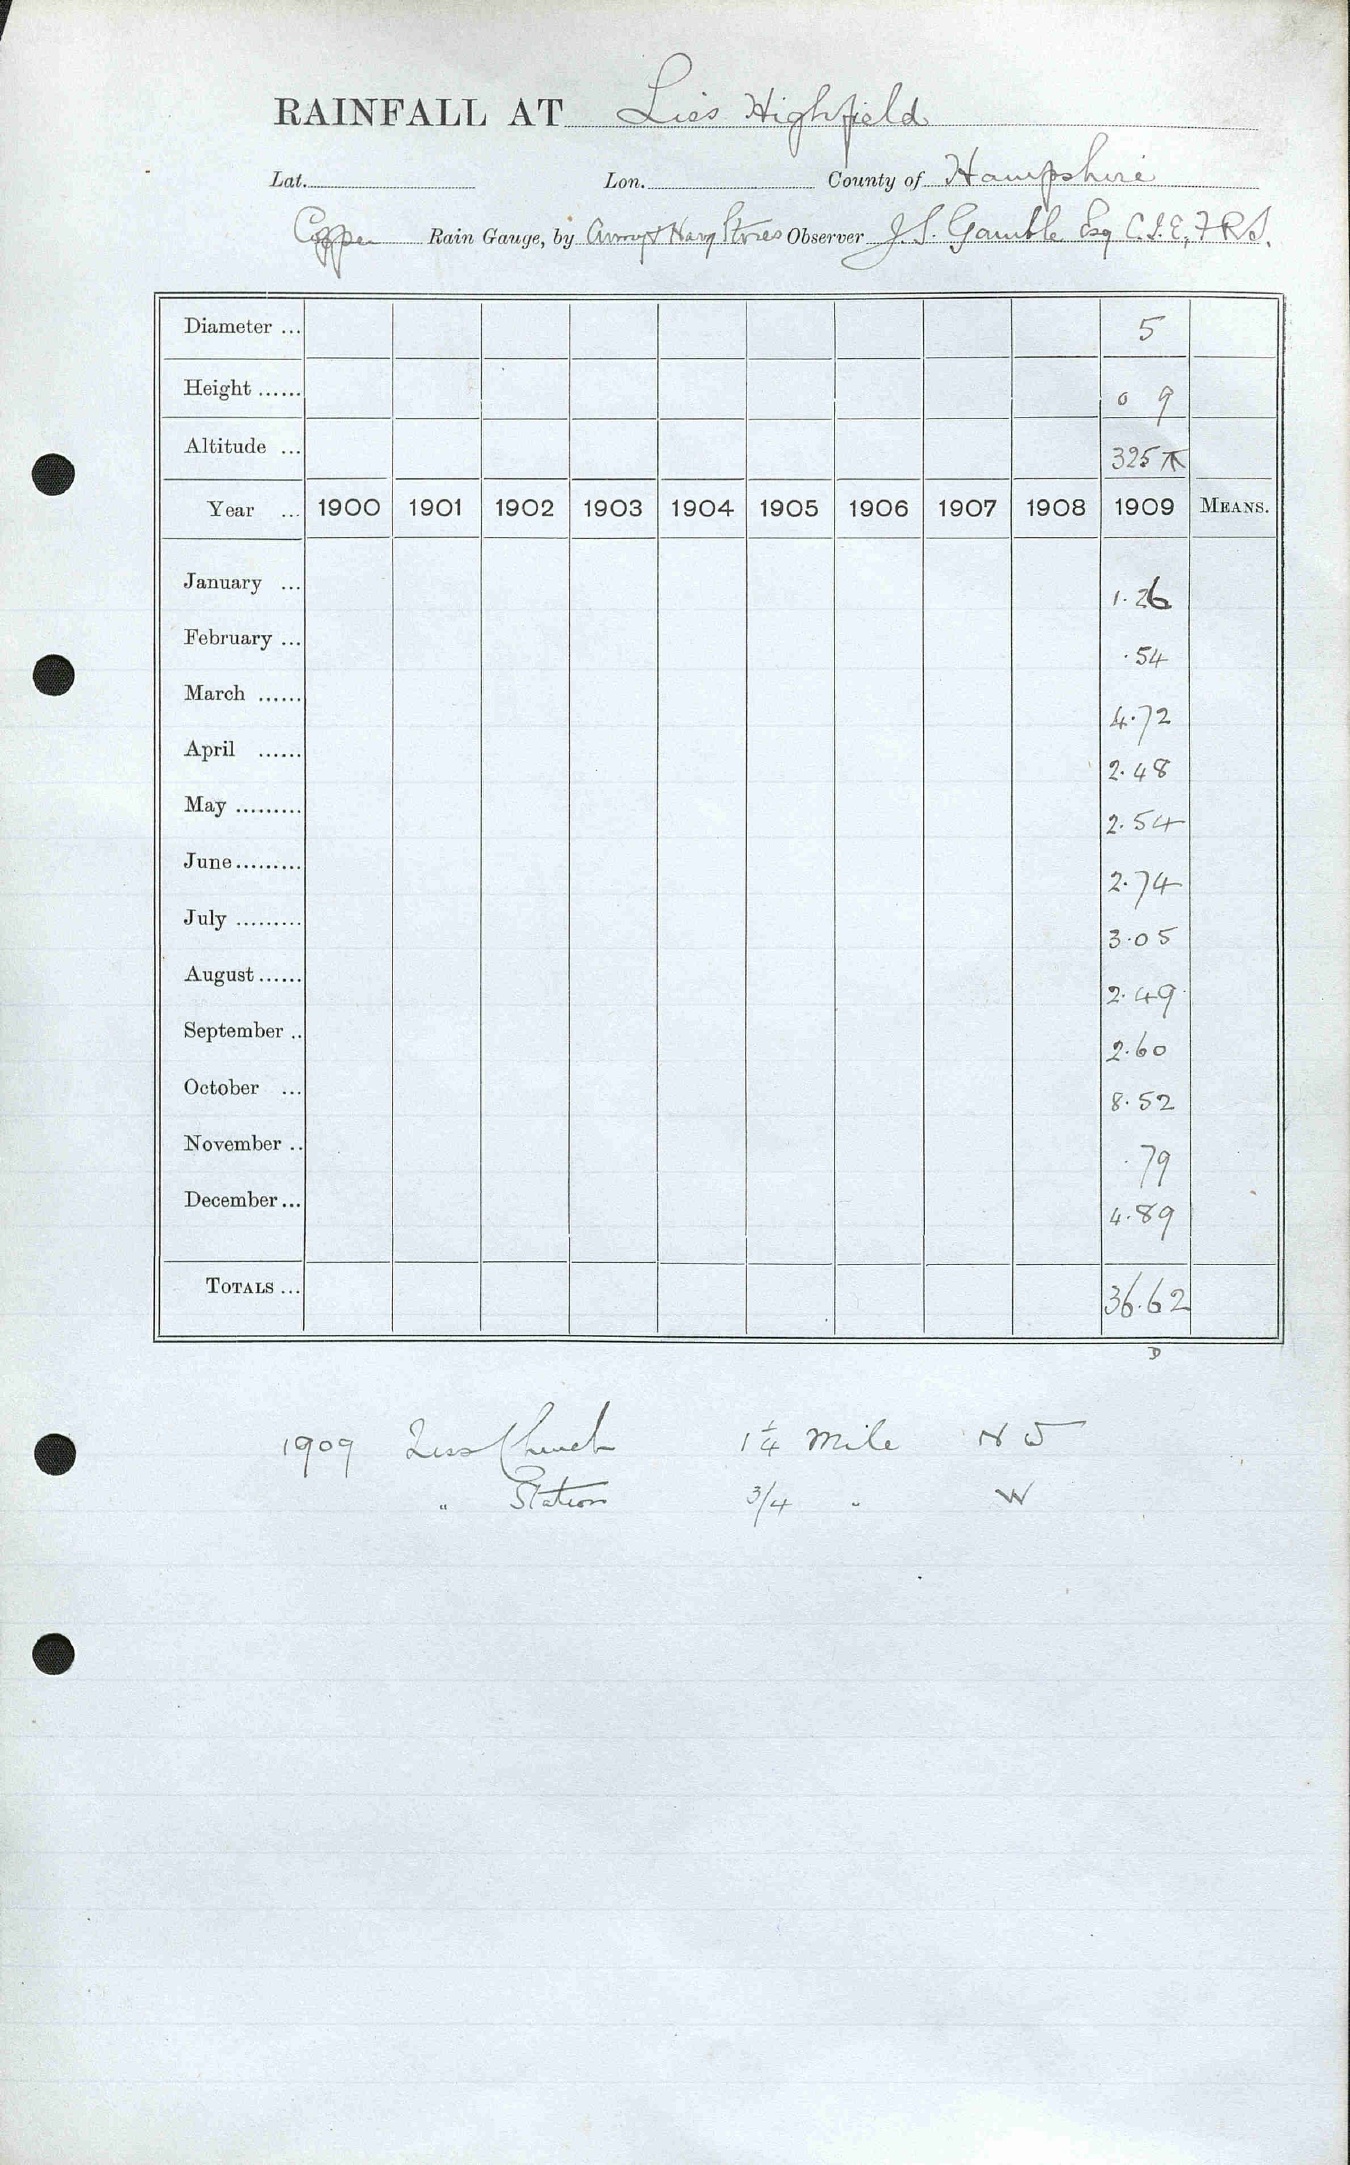 RAINFALL AT Liss Highfield
Lat. Lon. County of Hampshire
Copper Rain Gauge, by Army & Navy Stores Observer J. S. Gamble Esq C.I.E, F.R.S.
Diameter ... 5
Height ...... 0 9
Altitude ... 325
Year ... 1900 1901 1902 1903 1904 1905 1906 1907 1908 1909 MEANS.
January ... 1.26
February ... .54
March ...... 4.72
April ...... 2.48
May ......... 2.54
June ......... 2.74
July ......... 3.05
August ...... 2.49
September .. 2.60
October ... 8.52
November .. .79
December ... 4.89
TOTALS ... 36.62
D
1909 Liss Church 1¼ Mile N W
" Station 3/4 " W